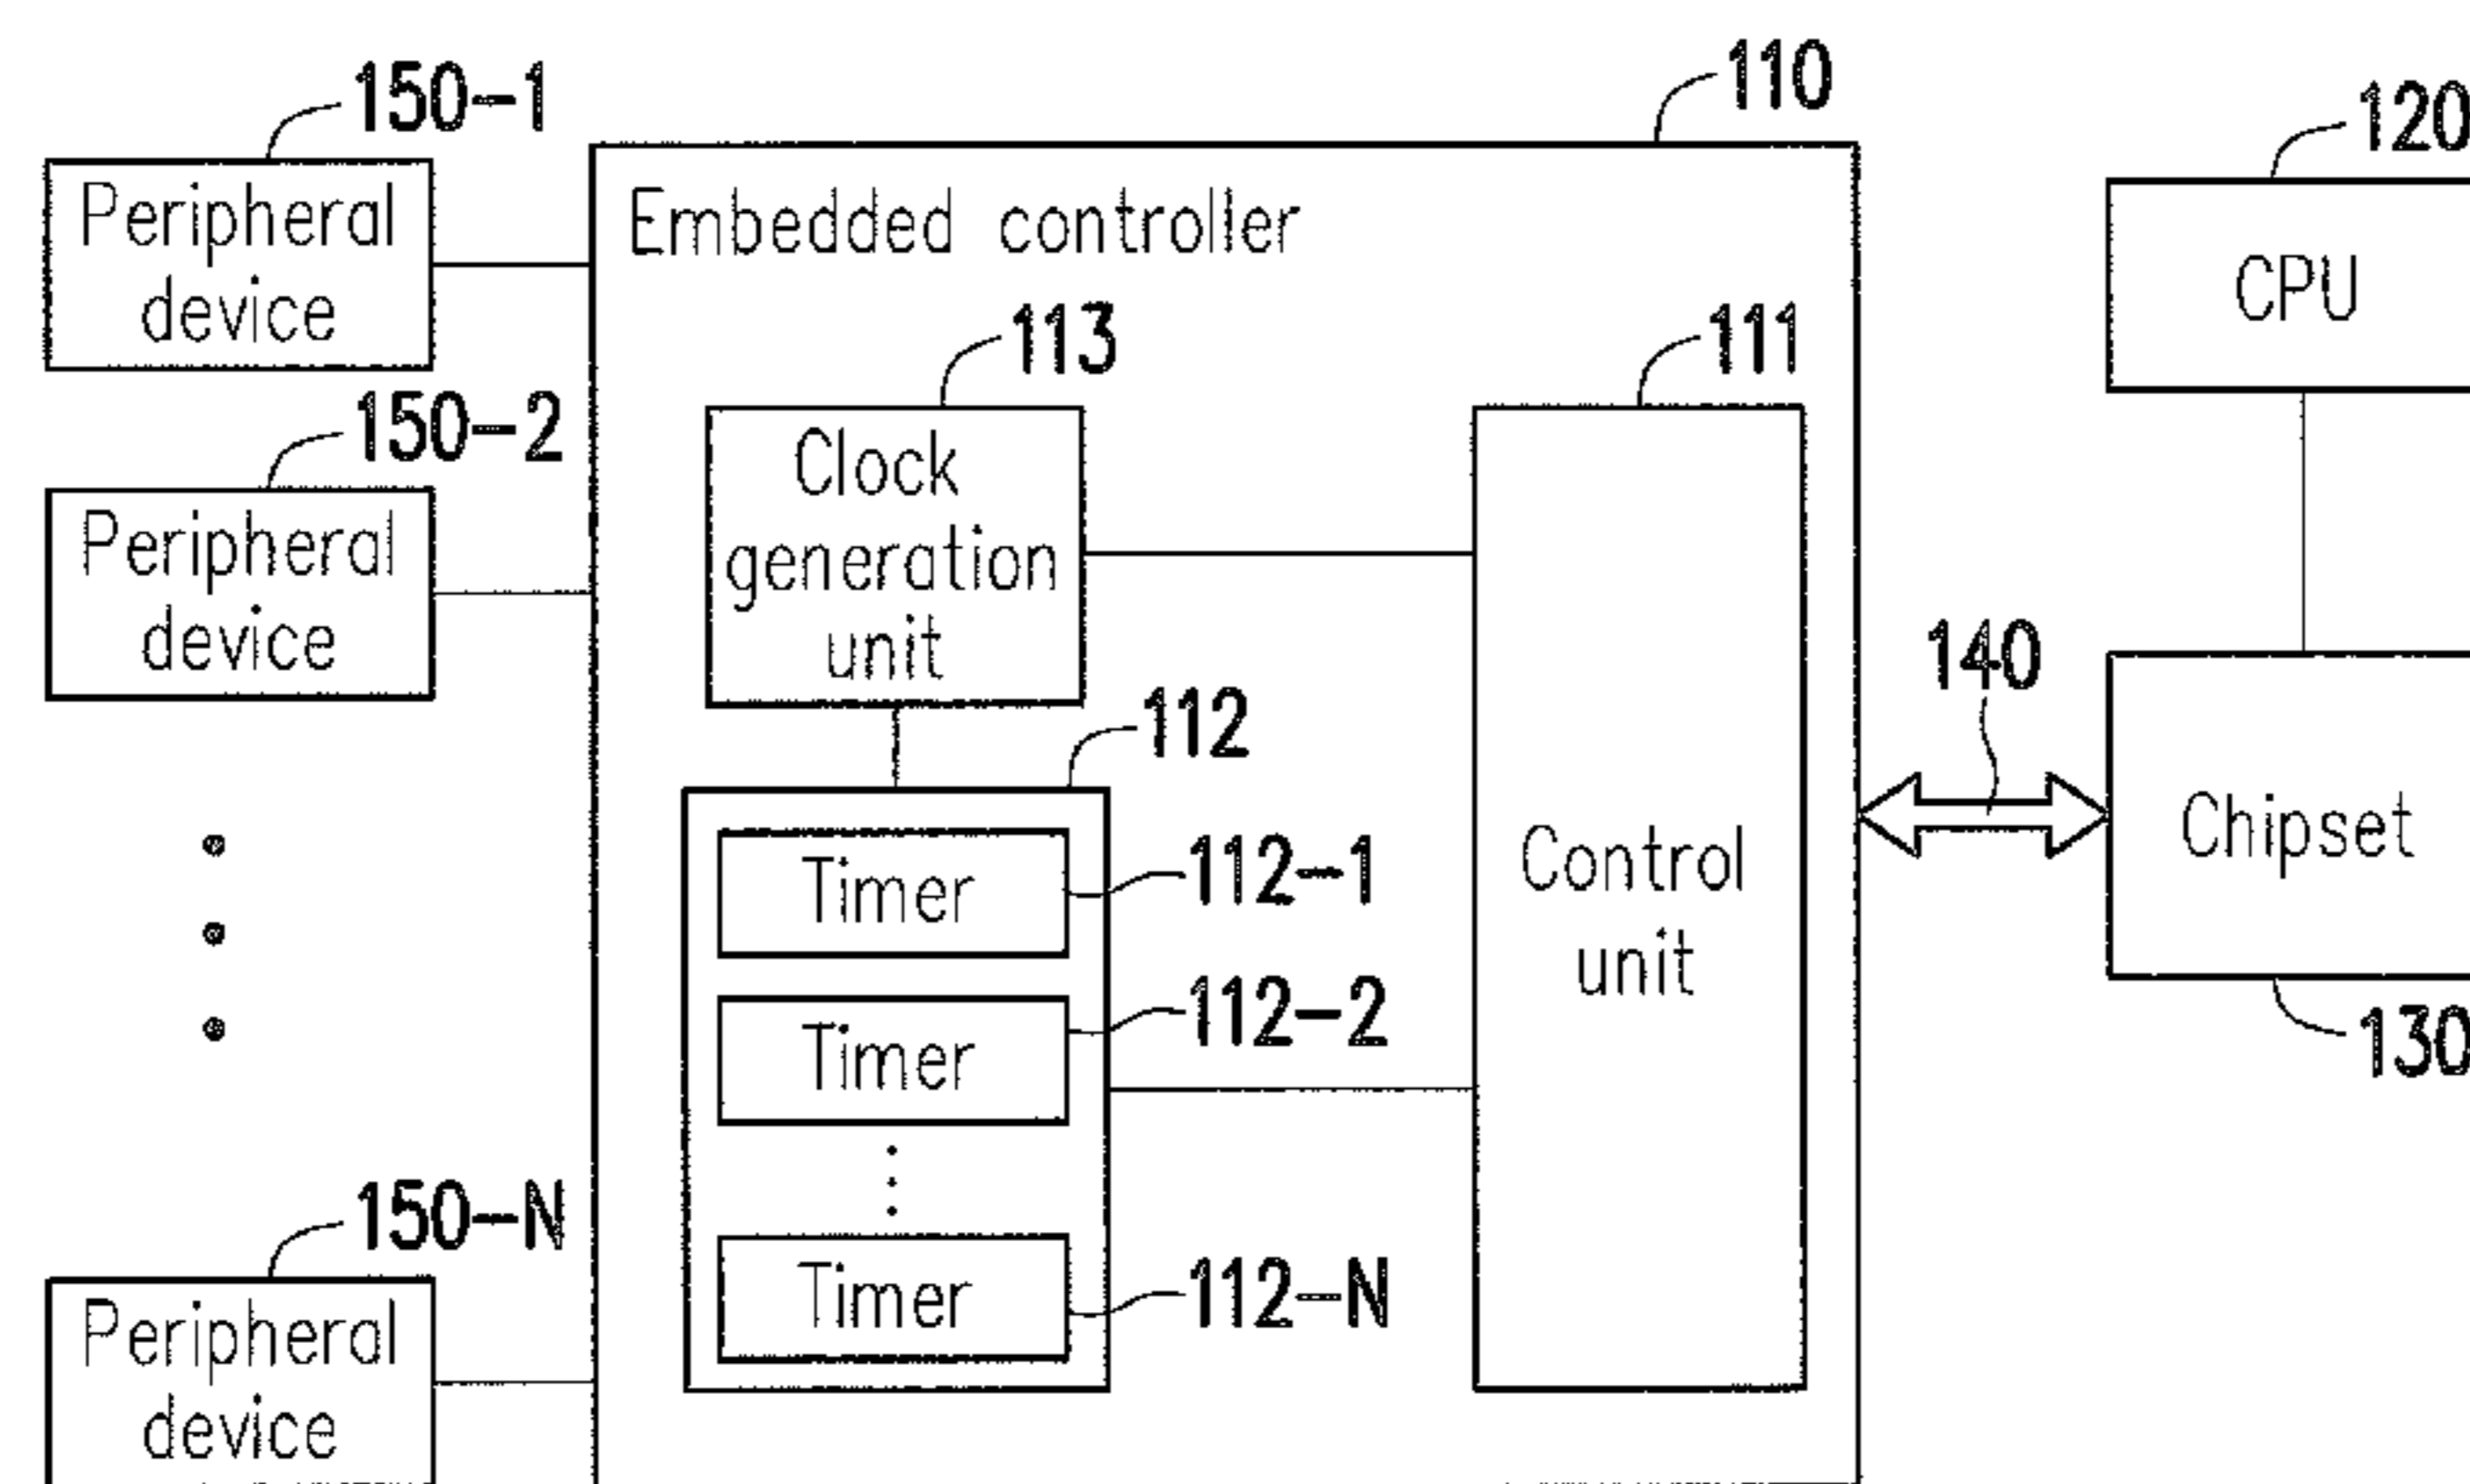 150-1
110
120
Peripheral
device
Embedded controller
CPU
113
111
150-2
Clock
generation
unit
Peripheral
device
140
112
Timer
112-1
Control
unit
Chipset
Timer
112-2
130
150-N
Timer
112-N
Peripheral
device